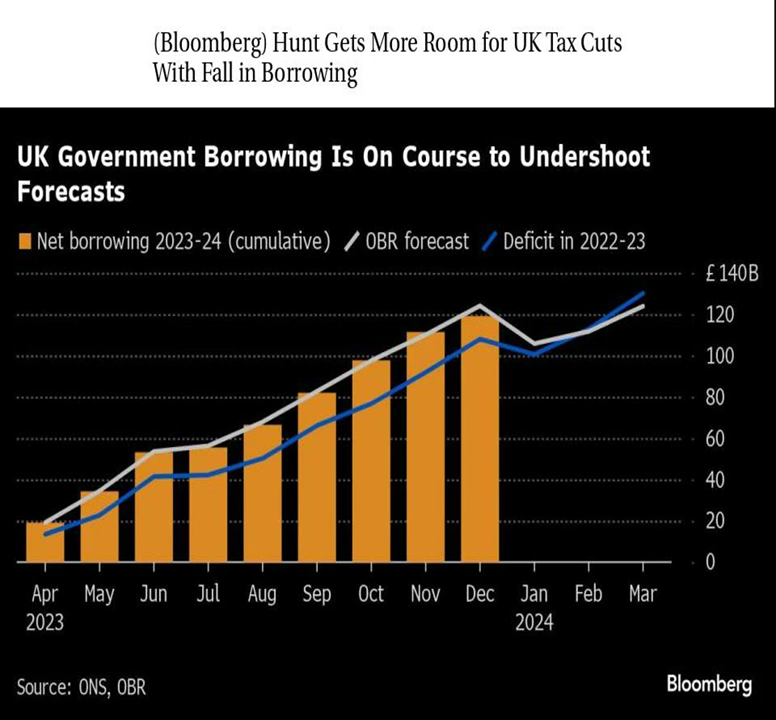 (Bloomberg) Hunt Gets More Room for UK Tax Cuts
With Fall in Borrowing
UK Government Borrowing Is On Course to Undershoot
Forecasts
Net borrowing 2023-24 (cumulative) OBR forecast Deficit in 2022-23
£140B
120
100
80
60
40
20
0
Apr May Jun Jul Aug Sep Oct Nov Dec Jan Feb Mar
2023 2024
Source: ONS, OBR
Bloomberg